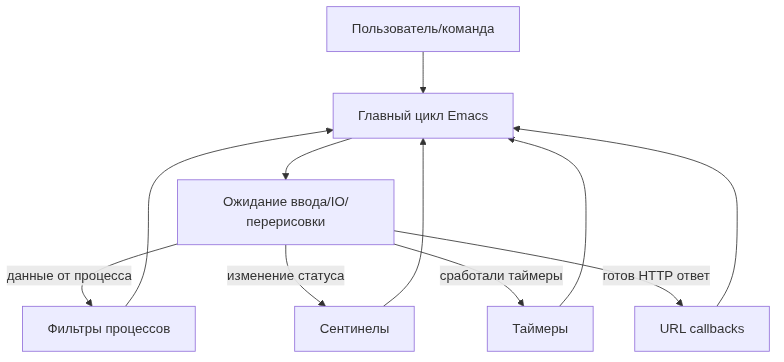 Пользователь/команда
Главный цикл Emacs
Ожидание ввода/IO/
перерисовки
данные от процесса
изменение статуса
сработали таймеры
готов HTTP ответ
Фильтры процессов
Сентинелы
Таймеры
URL callbacks